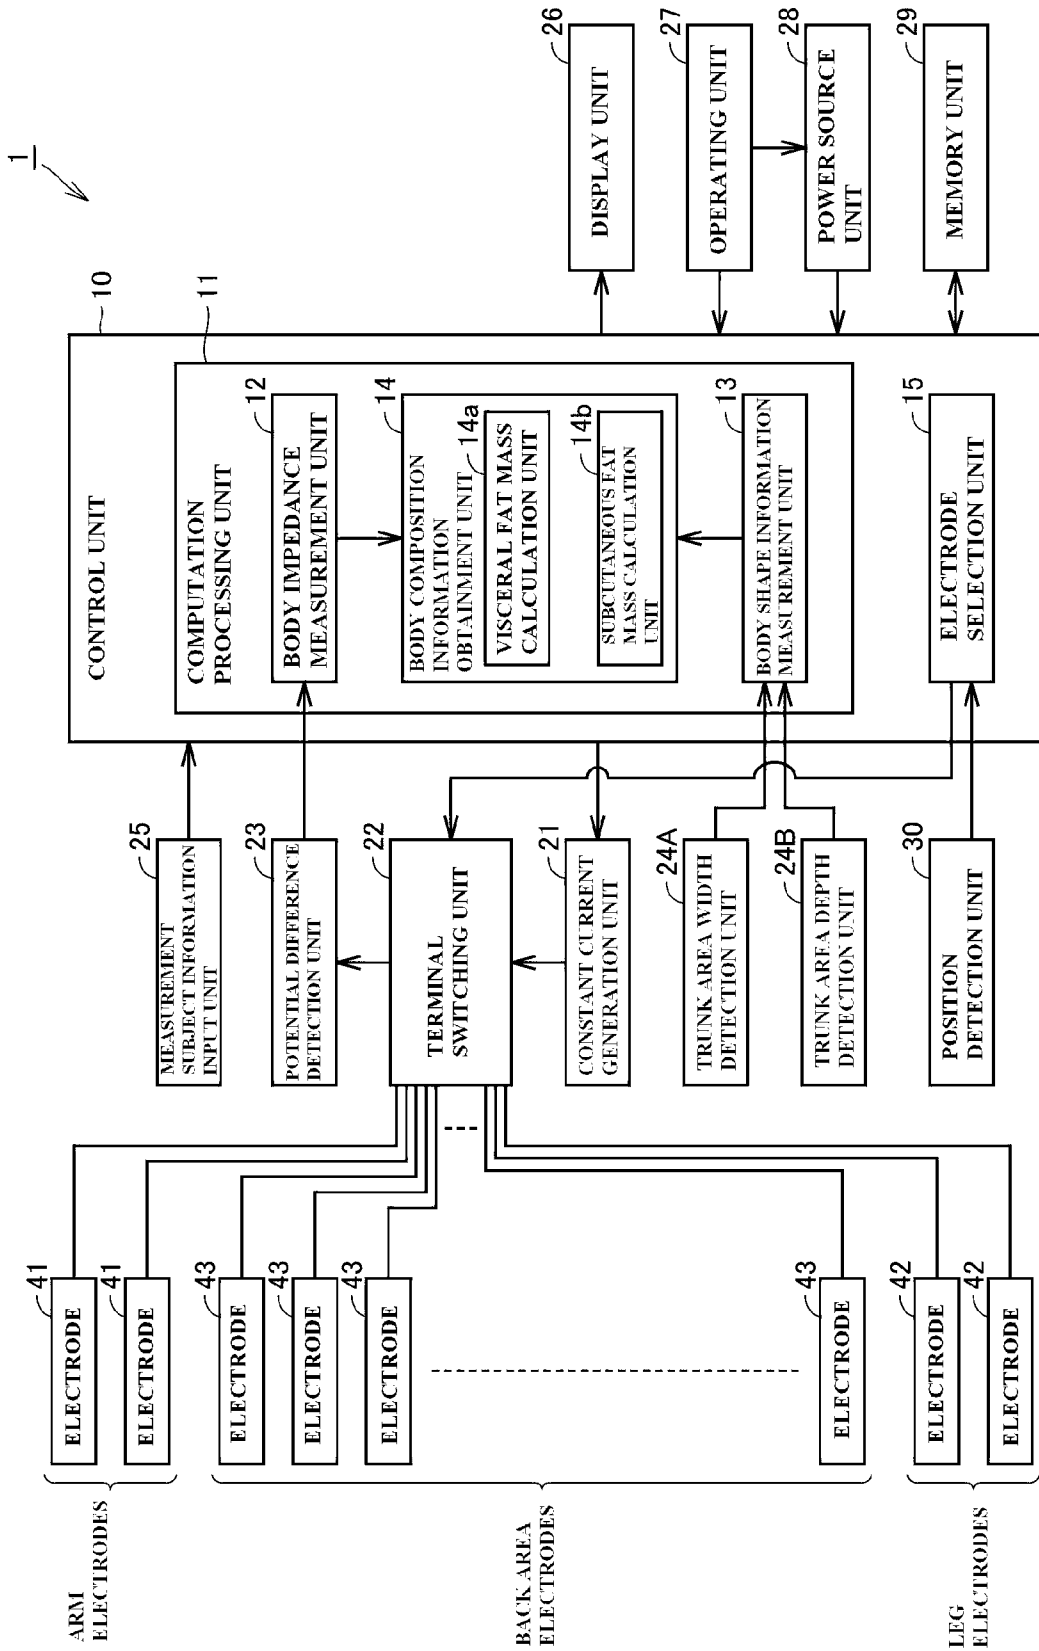 1
10
CONTROL UNIT
11
COMPUTATION
PROCESSING UNIT
12
BODY IMPEDANCE
MEASUREMENT UNIT
14
BODY COMPOSITION
INFORMATION
OBTAINMENT UNIT
14a
VISCERAL FAT MASS
CALCULATION UNIT
14b
SUBCUTANEOUS FAT
MASS CALCULATION
UNIT
13
BODY SHAPE INFORMATION
MEASUREMENT UNIT
15
ELECTRODE
SELECTION UNIT
26
DISPLAY UNIT
27
OPERATING UNIT
28
POWER SOURCE
UNIT
29
MEMORY UNIT
25
MEASUREMENT
SUBJECT INFORMATION
INPUT UNIT
23
POTENTIAL DIFFERENCE
DETECTION UNIT
22
TERMINAL
SWITCHING UNIT
21
CONSTANT CURRENT
GENERATION UNIT
24A
TRUNK AREA WIDTH
DETECTION UNIT
24B
TRUNK AREA DEPTH
DETECTION UNIT
30
POSITION
DETECTION UNIT
ARM
ELECTRODES
41
ELECTRODE
41
ELECTRODE
BACK AREA
ELECTRODES
43
ELECTRODE
43
ELECTRODE
43
ELECTRODE
43
ELECTRODE
LEG
ELECTRODES
42
ELECTRODE
42
ELECTRODE